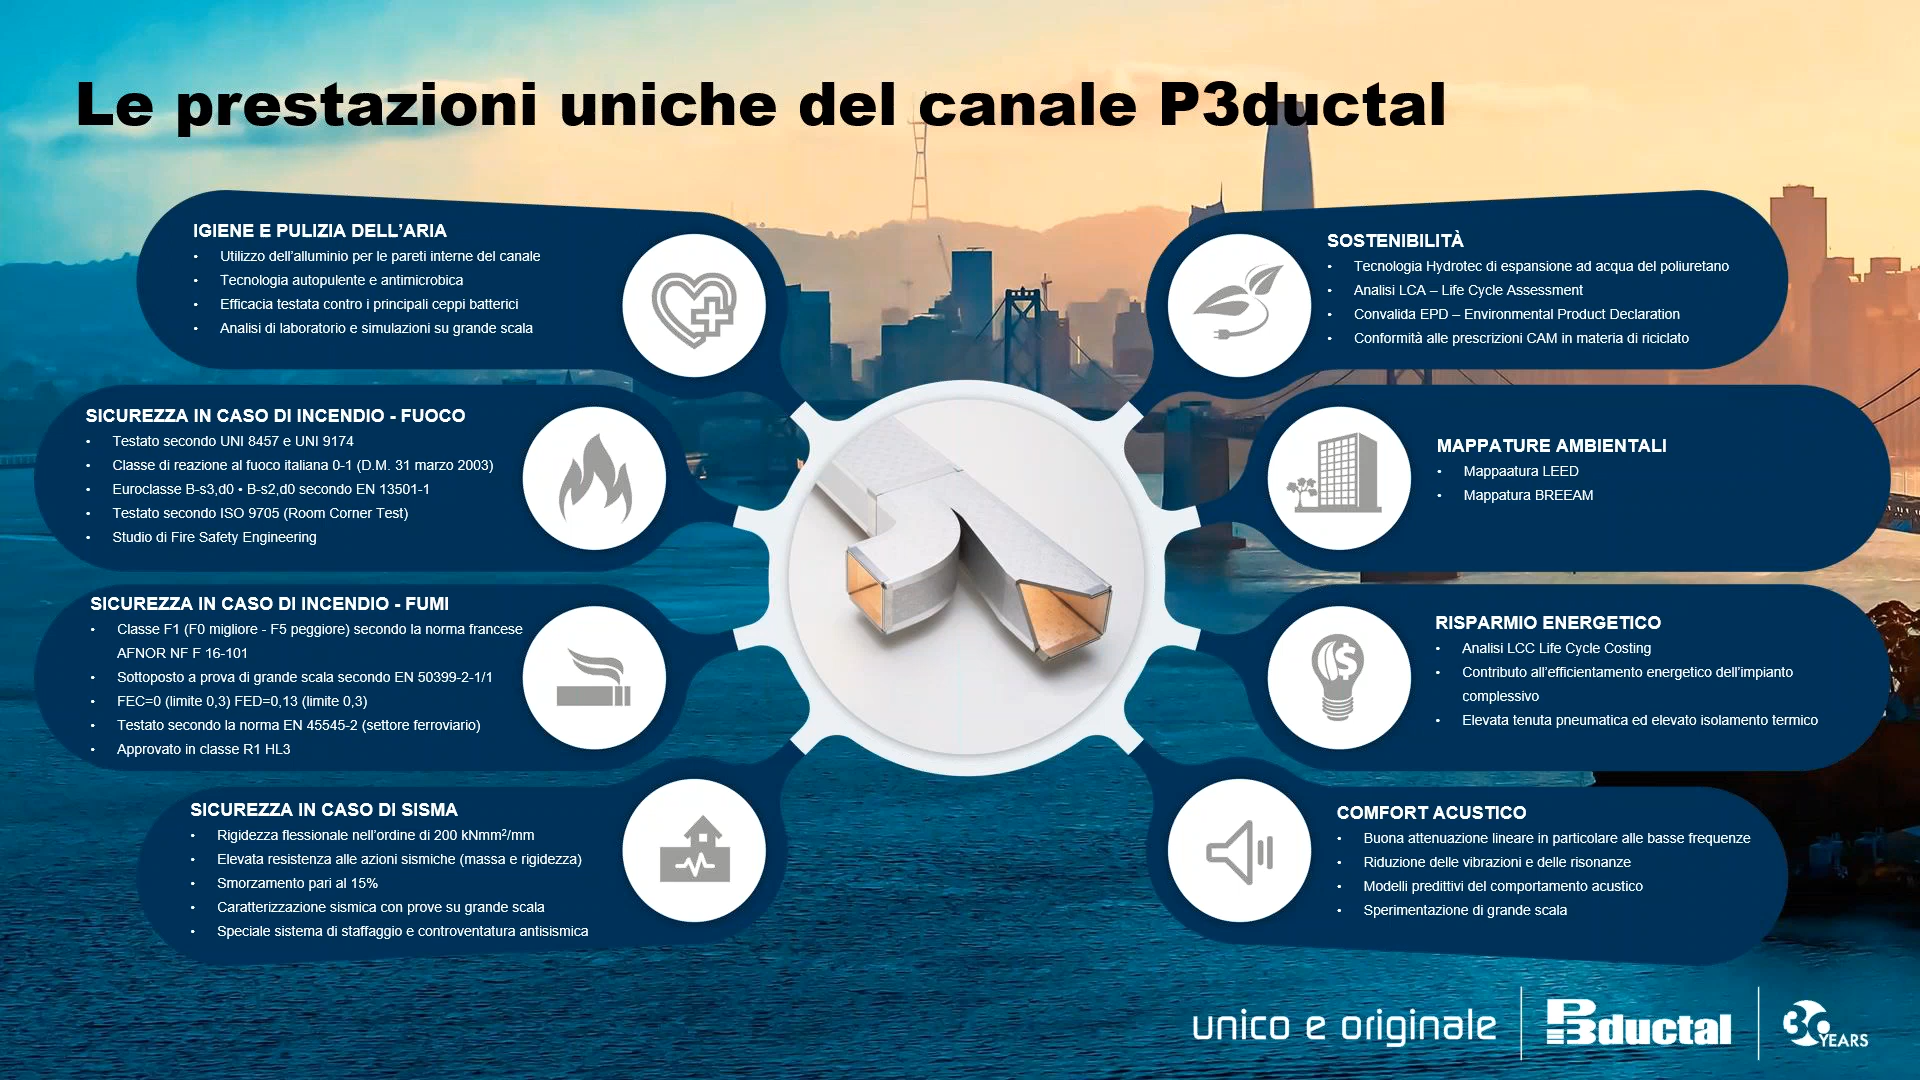 Le prestazioni uniche del canale P3ductal
IGIENE E PULIZIA DELL’ARIA
• Utilizzo dell’alluminio per le pareti interne del canale
• Tecnologia autopulente e antimicrobica
• Efficacia testata contro i principali ceppi batterici
• Analisi di laboratorio e simulazioni su grande scala
SICUREZZA IN CASO DI INCENDIO - FUOCO
• Testato secondo UNI 8457 e UNI 9174
• Classe di reazione al fuoco italiana 0-1 (D.M. 31 marzo 2003)
• Euroclasse B-s3,d0 • B-s2,d0 secondo EN 13501-1
• Testato secondo ISO 9705 (Room Corner Test)
• Studio di Fire Safety Engineering
SICUREZZA IN CASO DI INCENDIO - FUMI
• Classe F1 (F0 migliore - F5 peggiore) secondo la norma francese
AFNOR NF F 16-101
• Sottoposto a prova di grande scala secondo EN 50399-2-1/1
• FEC=0 (limite 0,3) FED=0,13 (limite 0,3)
• Testato secondo la norma EN 45545-2 (settore ferroviario)
• Approvato in classe R1 HL3
SICUREZZA IN CASO DI SISMA
• Rigidezza flessionale nell’ordine di 200 kNmm²/mm
• Elevata resistenza alle azioni sismiche (massa e rigidezza)
• Smorzamento pari al 15%
• Caratterizzazione sismica con prove su grande scala
• Speciale sistema di staffaggio e controventatura antisismica
SOSTENIBILITÀ
• Tecnologia Hydrotec di espansione ad acqua del poliuretano
• Analisi LCA – Life Cycle Assessment
• Convalida EPD – Environmental Product Declaration
• Conformità alle prescrizioni CAM in materia di riciclato
MAPPATURE AMBIENTALI
• Mappaatura LEED
• Mappatura BREEAM
RISPARMIO ENERGETICO
• Analisi LCC Life Cycle Costing
• Contributo all’efficientamento energetico dell’impianto
complessivo
• Elevata tenuta pneumatica ed elevato isolamento termico
COMFORT ACUSTICO
• Buona attenuazione lineare in particolare alle basse frequenze
• Riduzione delle vibrazioni e delle risonanze
• Modelli predittivi del comportamento acustico
• Sperimentazione di grande scala
unico e originale
P3ductal
30 YEARS